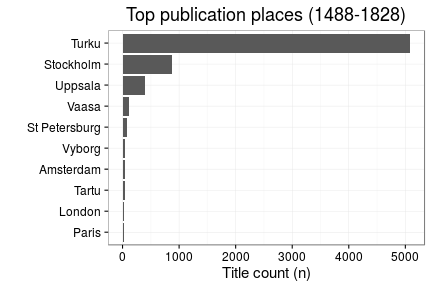 Top publication places (1488-1828)
Turku
Stockholm
Uppsala
Vaasa
St Petersburg
Vyborg
Amsterdam
Tartu
London
Paris
0 1000 2000 3000 4000 5000
Title count (n)